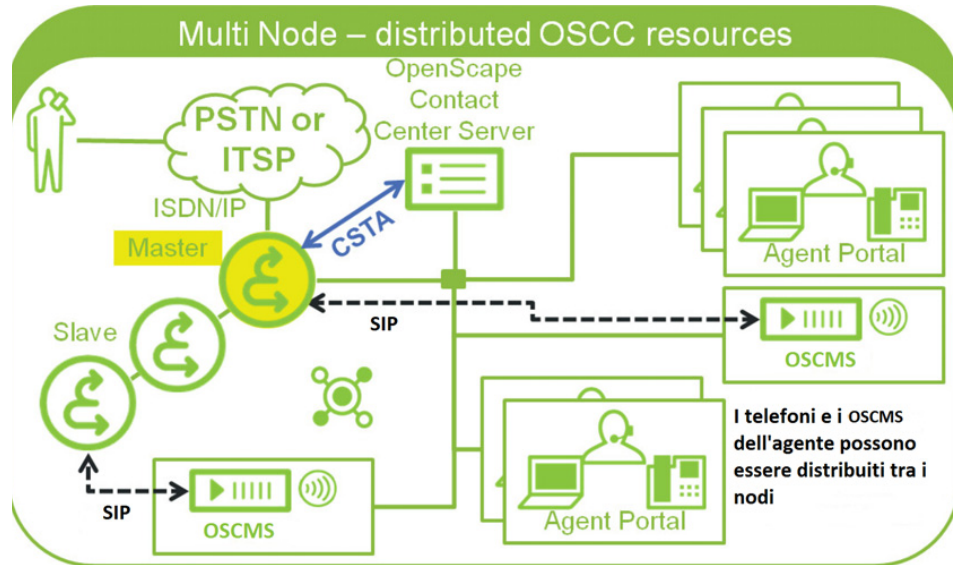 Multi Node – distributed OSCC resources
OpenScape
Contact
Center Server
PSTN or
ITSP
ISDN/IP
Master
CSTA
Agent Portal
Slave
SIP
OSCMS
I telefoni e i OSCMS
dell'agente possono
essere distribuiti tra i
nodi
SIP
OSCMS
Agent Portal